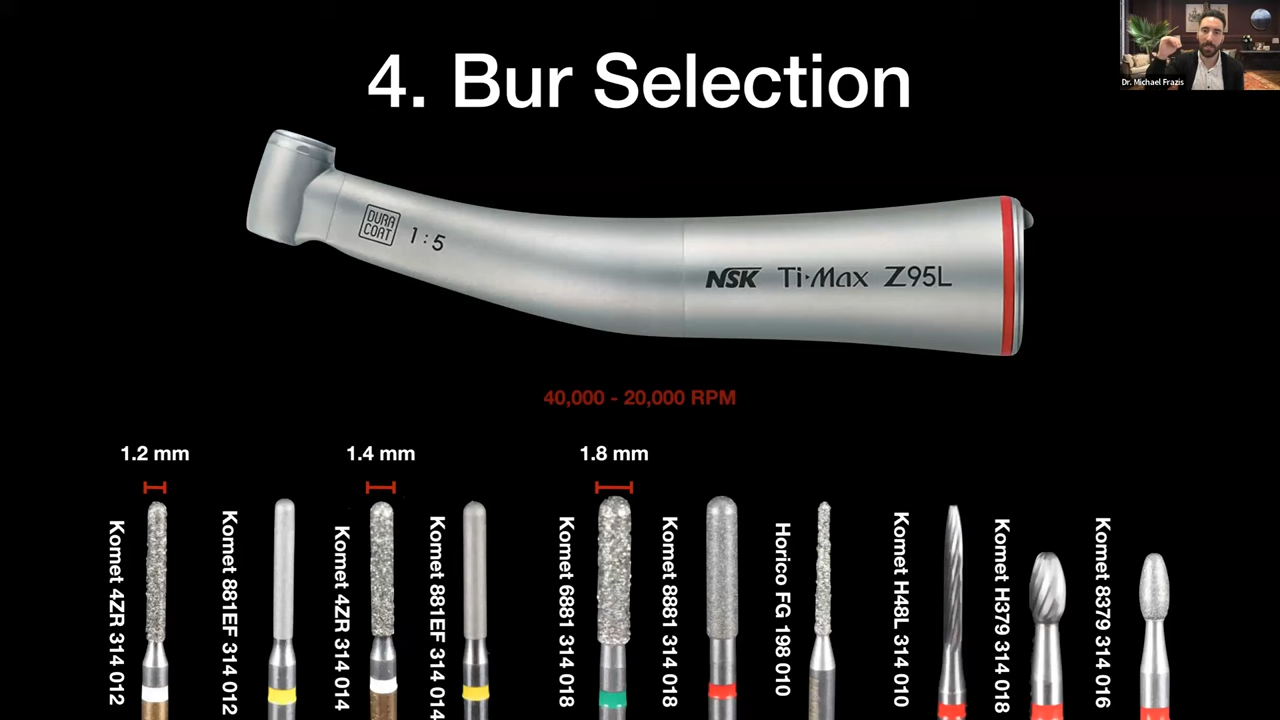 4. Bur Selection
Dr. Michael Frazis
DURA
COAT
1:5
NSK Ti-Max Z95L
40,000 - 20,000 RPM
1.2 mm
1.4 mm
1.8 mm
Komet 4ZR 314 012
Komet 881EF 314 012
Komet 4ZR 314 014
Komet 881EF 314 014
Komet 6881 314 018
Komet 8881 314 018
Horico FG 198 010
Komet H48L 314 010
Komet H379 314 018
Komet 8379 314 016